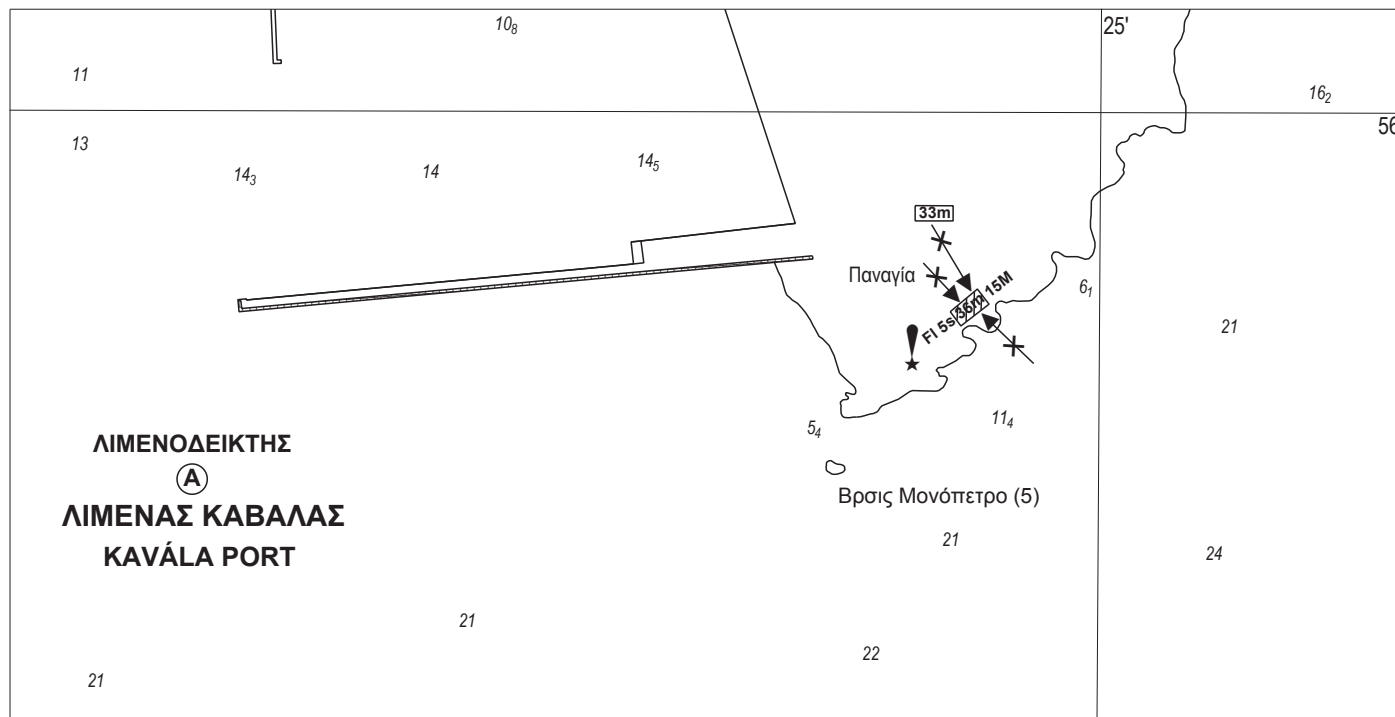 10₈
25'
11
16₂
56
13
14₃
14
14₅
33m
Παναγία
Fl 5s 36m 15M
6₁
21
5₄
11₄
ΛΙΜΕΝΟΔΕΙΚΤΗΣ
A
ΛΙΜΕΝΑΣ ΚΑΒΑΛΑΣ
KAVÁLA PORT
Βρσις Μονόπετρο (5)
21
24
21
22
21